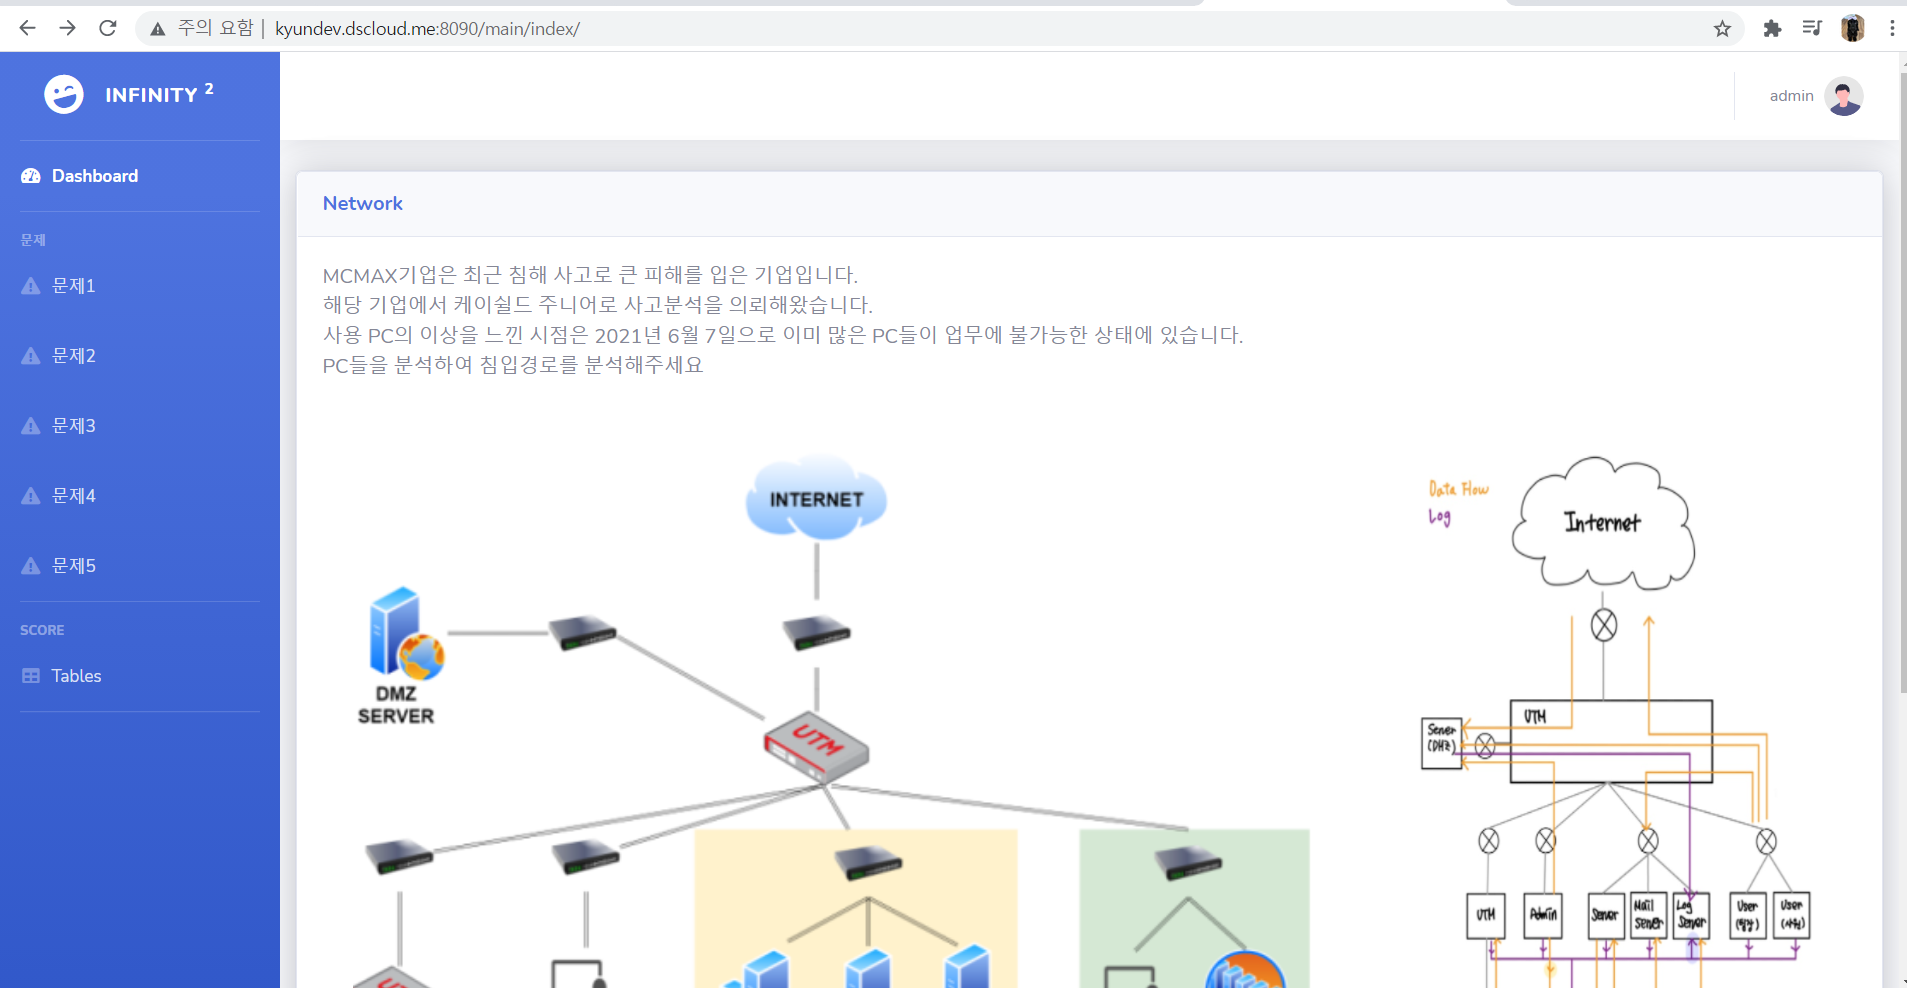 주의 요함 | kyundev.dscloud.me:8090/main/index/
INFINITY 2
admin
Dashboard
문제
문제1
문제2
문제3
문제4
문제5
SCORE
Tables
Network
MCMAX기업은 최근 침해 사고로 큰 피해를 입은 기업입니다.
해당 기업에서 케이쉴드 주니어로 사고분석을 의뢰해왔습니다.
사용 PC의 이상을 느낀 시점은 2021년 6월 7일으로 이미 많은 PC들이 업무에 불가능한 상태에 있습니다.
PC들을 분석하여 침입경로를 분석해주세요
INTERNET
DMZ
SERVER
UTM
Data Flow
Log
Internet
UTM
Server
(DMZ)
UTM
Admin
Server
Mail
Server
Log
Server
User
User